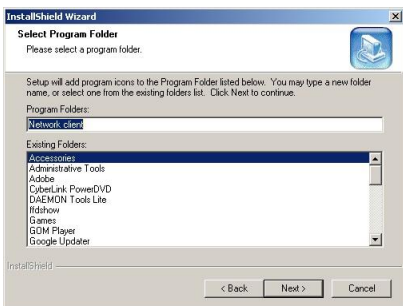 InstallShield Wizard
Select Program Folder
Please select a program folder.
Setup will add program icons to the Program Folder listed below. You may type a new folder
name, or select one from the existing folders list. Click Next to continue.
Program Folders:
Network client
Existing Folders:
Accessories
Administrative Tools
Adobe
CyberLink PowerDVD
DAEMON Tools Lite
ffdshow
Games
GOM Player
Google Updater
InstallShield
< Back
Next >
Cancel